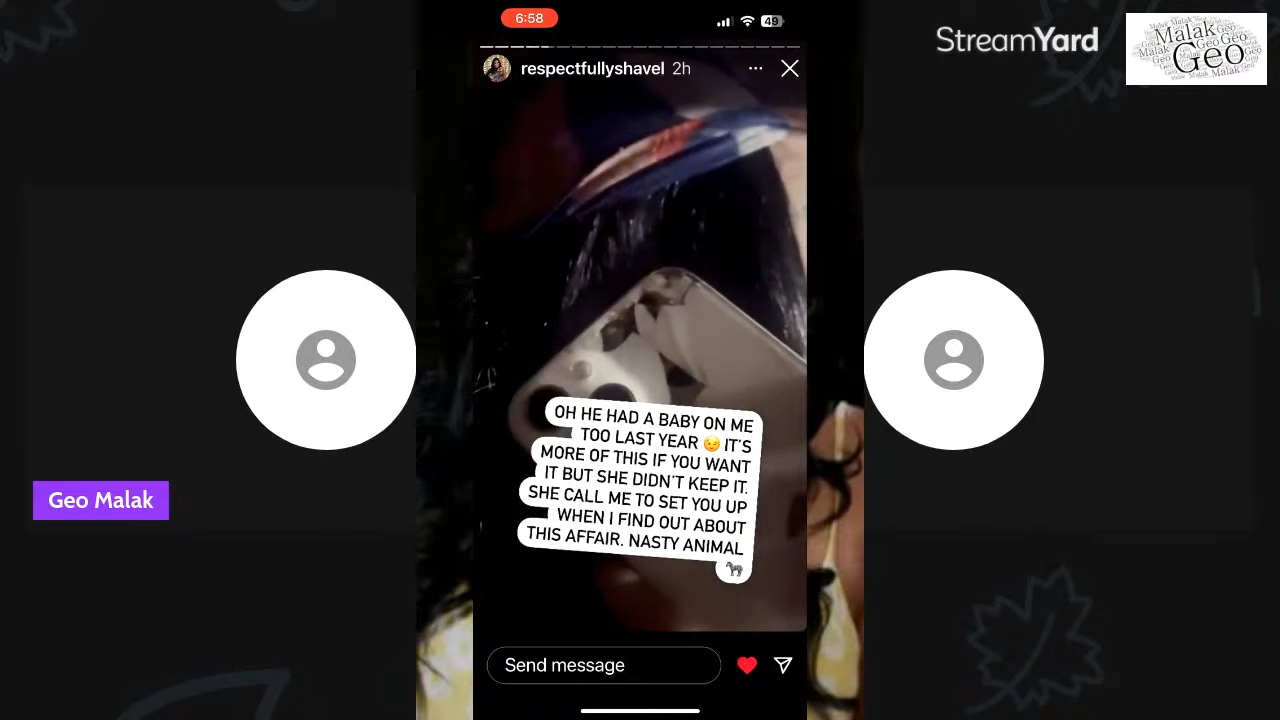 6:58
49
respectfullyshavel 2h
StreamYard
Malak
Geo
OH HE HAD A BABY ON ME
TOO LAST YEAR 😉 IT'S
MORE OF THIS IF YOU WANT
IT BUT SHE DIDN'T KEEP IT.
SHE CALL ME TO SET YOU UP
WHEN I FIND OUT ABOUT
THIS AFFAIR. NASTY ANIMAL
🦓
Geo Malak
Send message